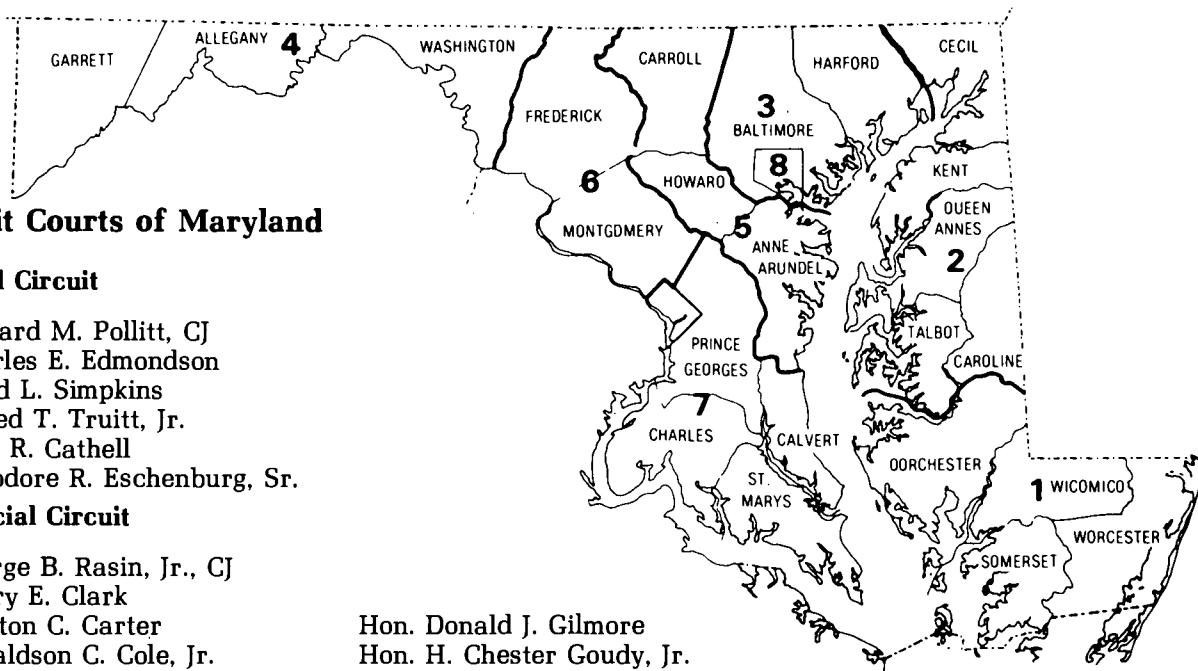 GARRETT
ALLEGANY 4
WASHINGTON
FREDERICK
CARROLL
3
BALTIMORE
HARFORD
CECIL
8
KENT
6
HOWARD
MONTGDMERY
5
ANNE
ARUNDEL
QUEEN
ANNES
2
TALBOT
CAROLINE
PRINCE
GEORGES
7
CHARLES
CALVERT
ST.
MARYS
OORCHESTER
1 WICOMICO
WORCESTER
SOMERSET
it Courts of Maryland
l Circuit
ard M. Pollitt, CJ
rles E. Edmondson
d L. Simpkins
ed T. Truitt, Jr.
R. Cathell
odore R. Eschenburg, Sr.
cial Circuit
rge B. Rasin, Jr., CJ
ry E. Clark
ton C. Carter
aldson C. Cole, Jr.
Hon. Donald J. Gilmore
Hon. H. Chester Goudy, Jr.